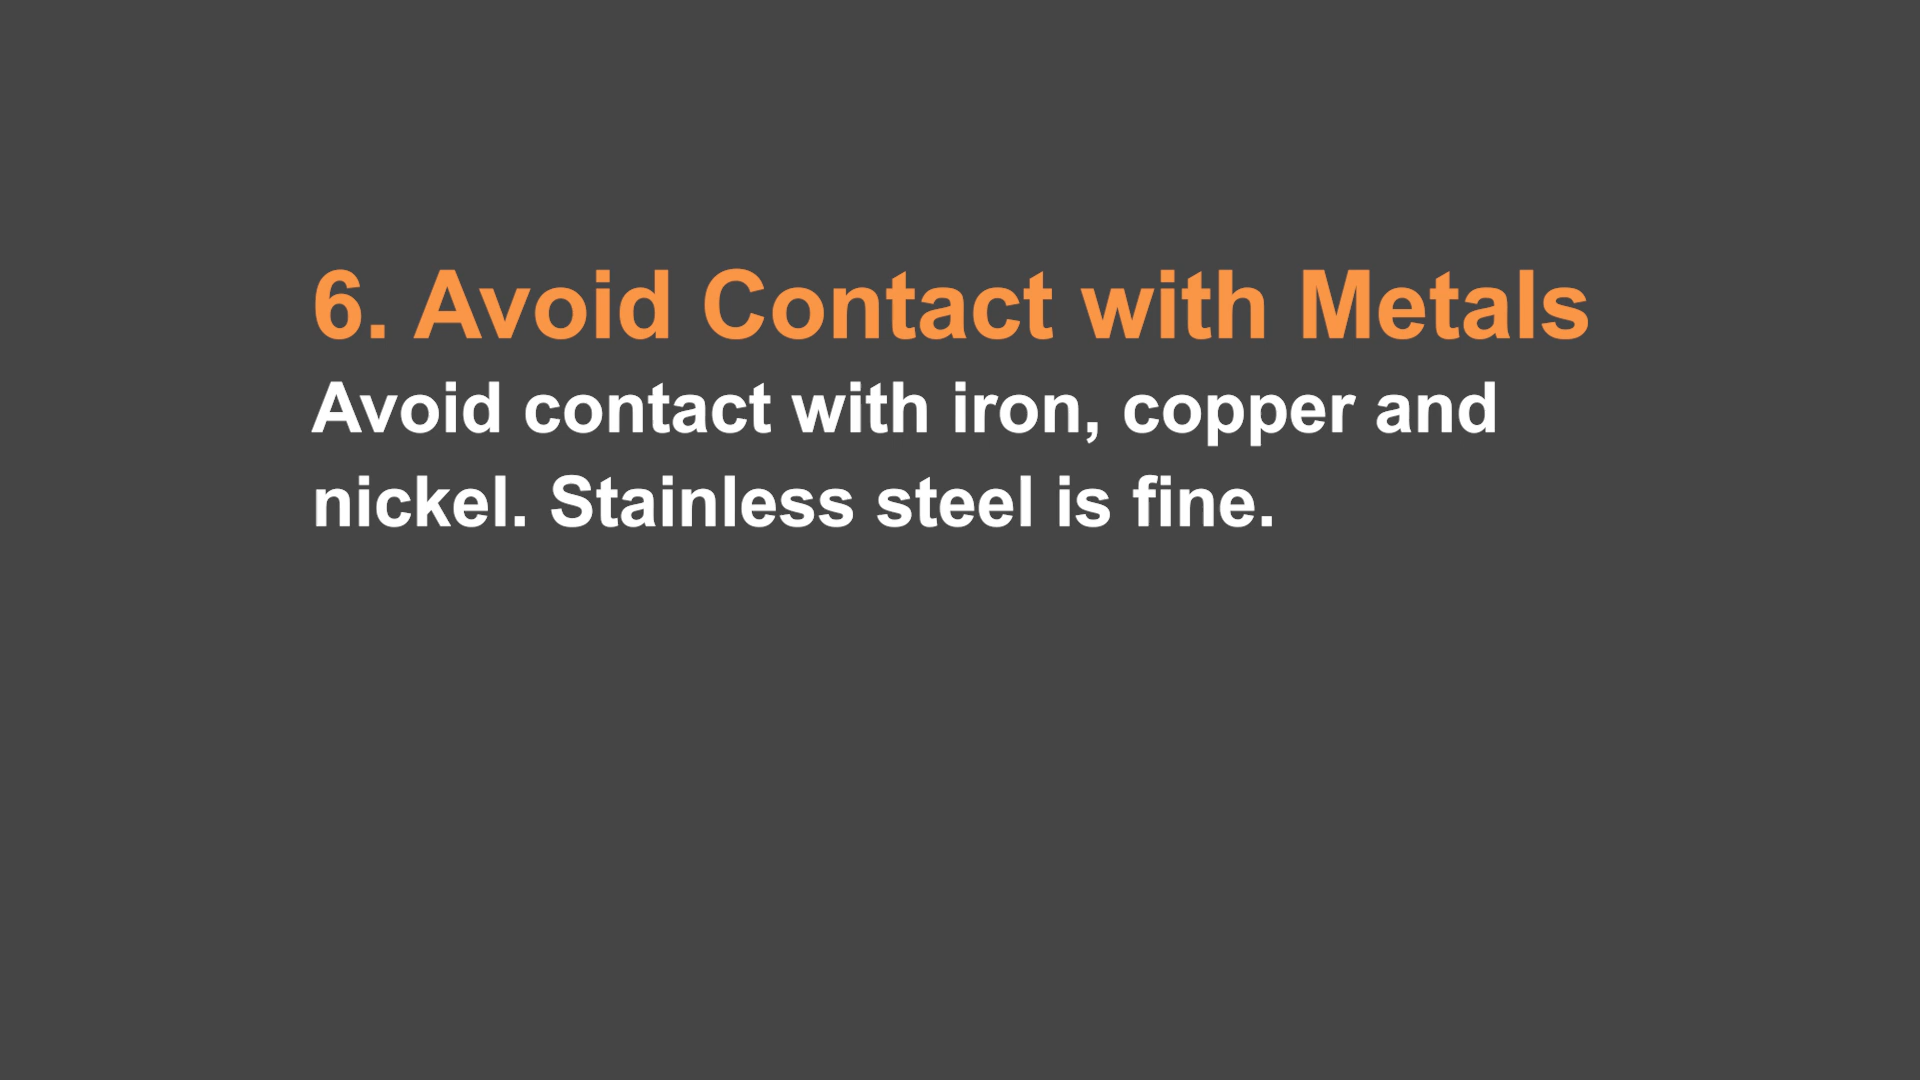 6. Avoid Contact with Metals
Avoid contact with iron, copper and
nickel. Stainless steel is fine.